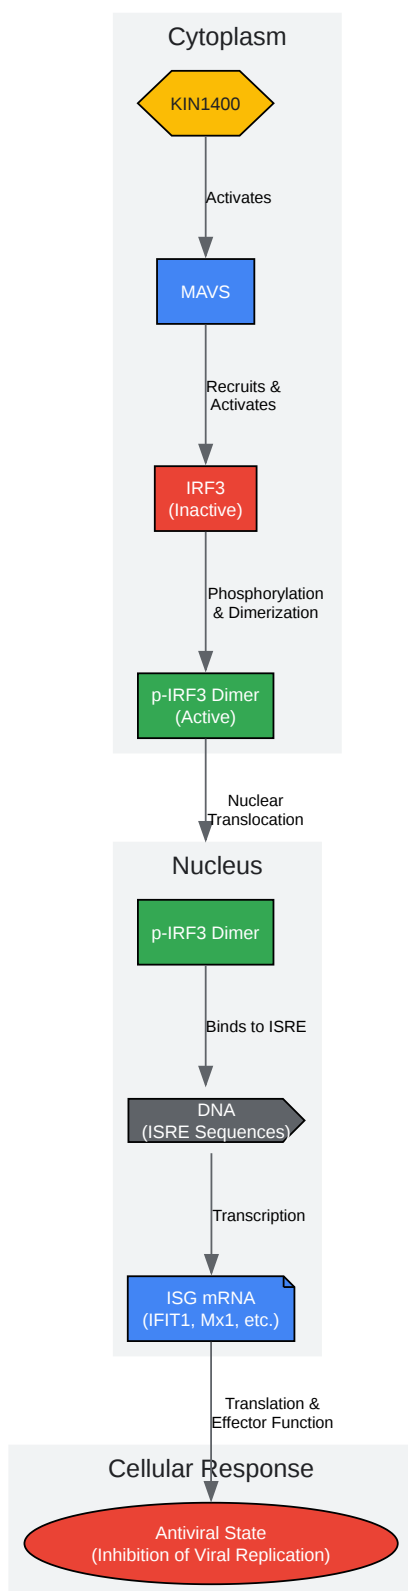 Cytoplasm
KIN1400
Activates
MAVS
Recruits &
Activates
IRF3
(Inactive)
Phosphorylation
& Dimerization
p-IRF3 Dimer
(Active)
Nuclear
Translocation
Nucleus
p-IRF3 Dimer
Binds to ISRE
DNA
(ISRE Sequences)
Transcription
ISG mRNA
(IFIT1, Mx1, etc.)
Translation &
Effector Function
Cellular Response
Antiviral State
(Inhibition of Viral Replication)